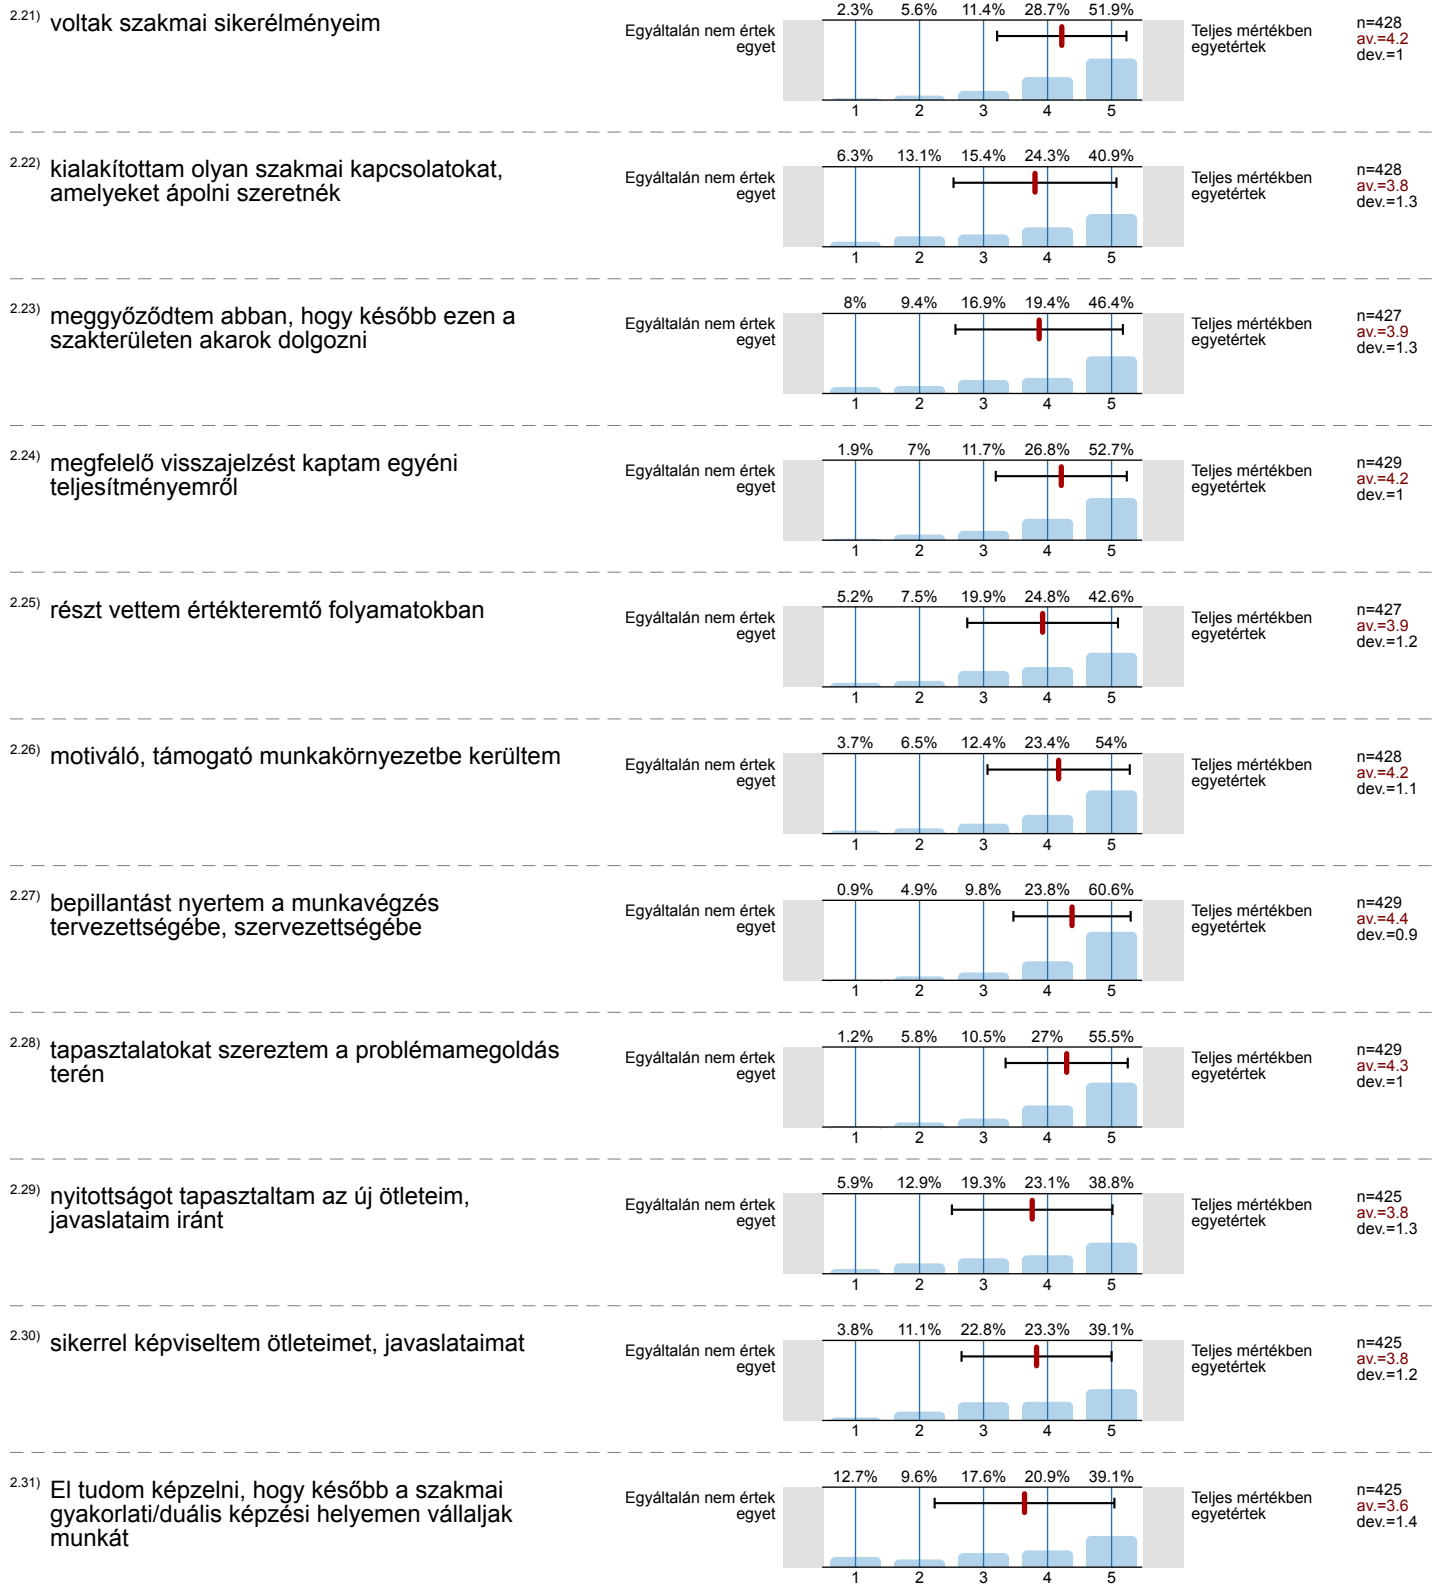 2.21) voltak szakmai sikerélményeim
Egyáltalán nem értek
egyet
2.3% 5.6% 11.4% 28.7% 51.9%
1 2 3 4 5
Teljes mértékben
egyetértek
n=428
av.=4.2
dev.=1
2.22) kialakítottam olyan szakmai kapcsolatokat,
amelyeket ápolni szeretnék
Egyáltalán nem értek
egyet
6.3% 13.1% 15.4% 24.3% 40.9%
1 2 3 4 5
Teljes mértékben
egyetértek
n=428
av.=3.8
dev.=1.3
2.23) meggyőződtem abban, hogy később ezen a
szakterületen akarok dolgozni
Egyáltalán nem értek
egyet
8% 9.4% 16.9% 19.4% 46.4%
1 2 3 4 5
Teljes mértékben
egyetértek
n=427
av.=3.9
dev.=1.3
2.24) megfelelő visszajelzést kaptam egyéni
teljesítményemről
Egyáltalán nem értek
egyet
1.9% 7% 11.7% 26.8% 52.7%
1 2 3 4 5
Teljes mértékben
egyetértek
n=429
av.=4.2
dev.=1
2.25) részt vettem értékteremtő folyamatokban
Egyáltalán nem értek
egyet
5.2% 7.5% 19.9% 24.8% 42.6%
1 2 3 4 5
Teljes mértékben
egyetértek
n=427
av.=3.9
dev.=1.2
2.26) motiváló, támogató munkakörnyezetbe kerültem
Egyáltalán nem értek
egyet
3.7% 6.5% 12.4% 23.4% 54%
1 2 3 4 5
Teljes mértékben
egyetértek
n=428
av.=4.2
dev.=1.1
2.27) bepillantást nyertem a munkavégzés
tervezettségébe, szervezettségébe
Egyáltalán nem értek
egyet
0.9% 4.9% 9.8% 23.8% 60.6%
1 2 3 4 5
Teljes mértékben
egyetértek
n=429
av.=4.4
dev.=0.9
2.28) tapasztalatokat szereztem a problémamegoldás
terén
Egyáltalán nem értek
egyet
1.2% 5.8% 10.5% 27% 55.5%
1 2 3 4 5
Teljes mértékben
egyetértek
n=429
av.=4.3
dev.=1
2.29) nyitottságot tapasztaltam az új ötleteim,
javaslataim iránt
Egyáltalán nem értek
egyet
5.9% 12.9% 19.3% 23.1% 38.8%
1 2 3 4 5
Teljes mértékben
egyetértek
n=425
av.=3.8
dev.=1.3
2.30) sikerrel képviseltem ötleteimet, javaslataimat
Egyáltalán nem értek
egyet
3.8% 11.1% 22.8% 23.3% 39.1%
1 2 3 4 5
Teljes mértékben
egyetértek
n=425
av.=3.8
dev.=1.2
2.31) El tudom képzelni, hogy később a szakmai
gyakorlati/duális képzési helyemen vállaljak
munkát
Egyáltalán nem értek
egyet
12.7% 9.6% 17.6% 20.9% 39.1%
1 2 3 4 5
Teljes mértékben
egyetértek
n=425
av.=3.6
dev.=1.4